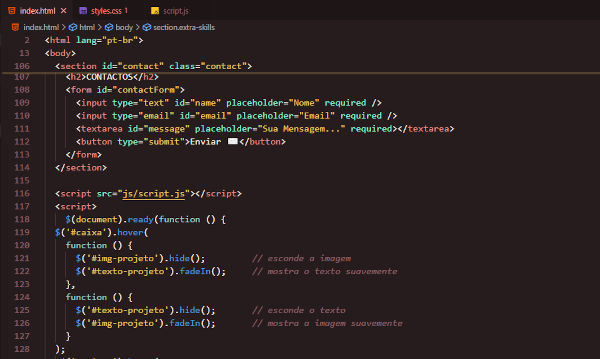 index.html × styles.css 1 script.js
index.html > html > body > section.extra-skills
2 <html lang="pt-br">
13 <body>
106 <section id="contact" class="contact">
107 <h2>CONTACTOS</h2>
108 <form id="contactForm">
109 <input type="text" id="name" placeholder="Nome" required />
110 <input type="email" id="email" placeholder="Email" required />
111 <textarea id="message" placeholder="Sua Mensagem..." required></textarea>
112 <button type="submit">Enviar ✉</button>
113 </form>
114 </section>
115
116 <script src="js/script.js"></script>
117 <script>
118 $(document).ready(function () {
119 $('#caixa').hover(
120 function () {
121 $('#img-projeto').hide(); // esconde a imagem
122 $('#texto-projeto').fadeIn(); // mostra o texto suavemente
123 },
124 function () {
125 $('#texto-projeto').hide(); // esconde o texto
126 $('#img-projeto').fadeIn(); // mostra a imagem suavemente
127 }
128 );